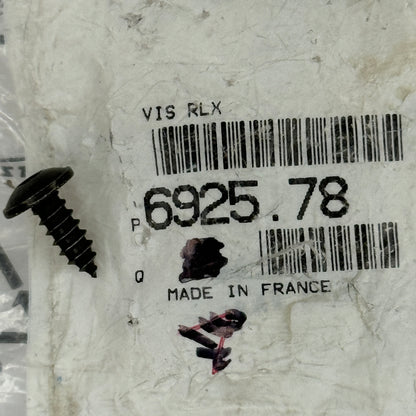 VIS RLX
P 6925.78
Q
MADE IN FRANCE